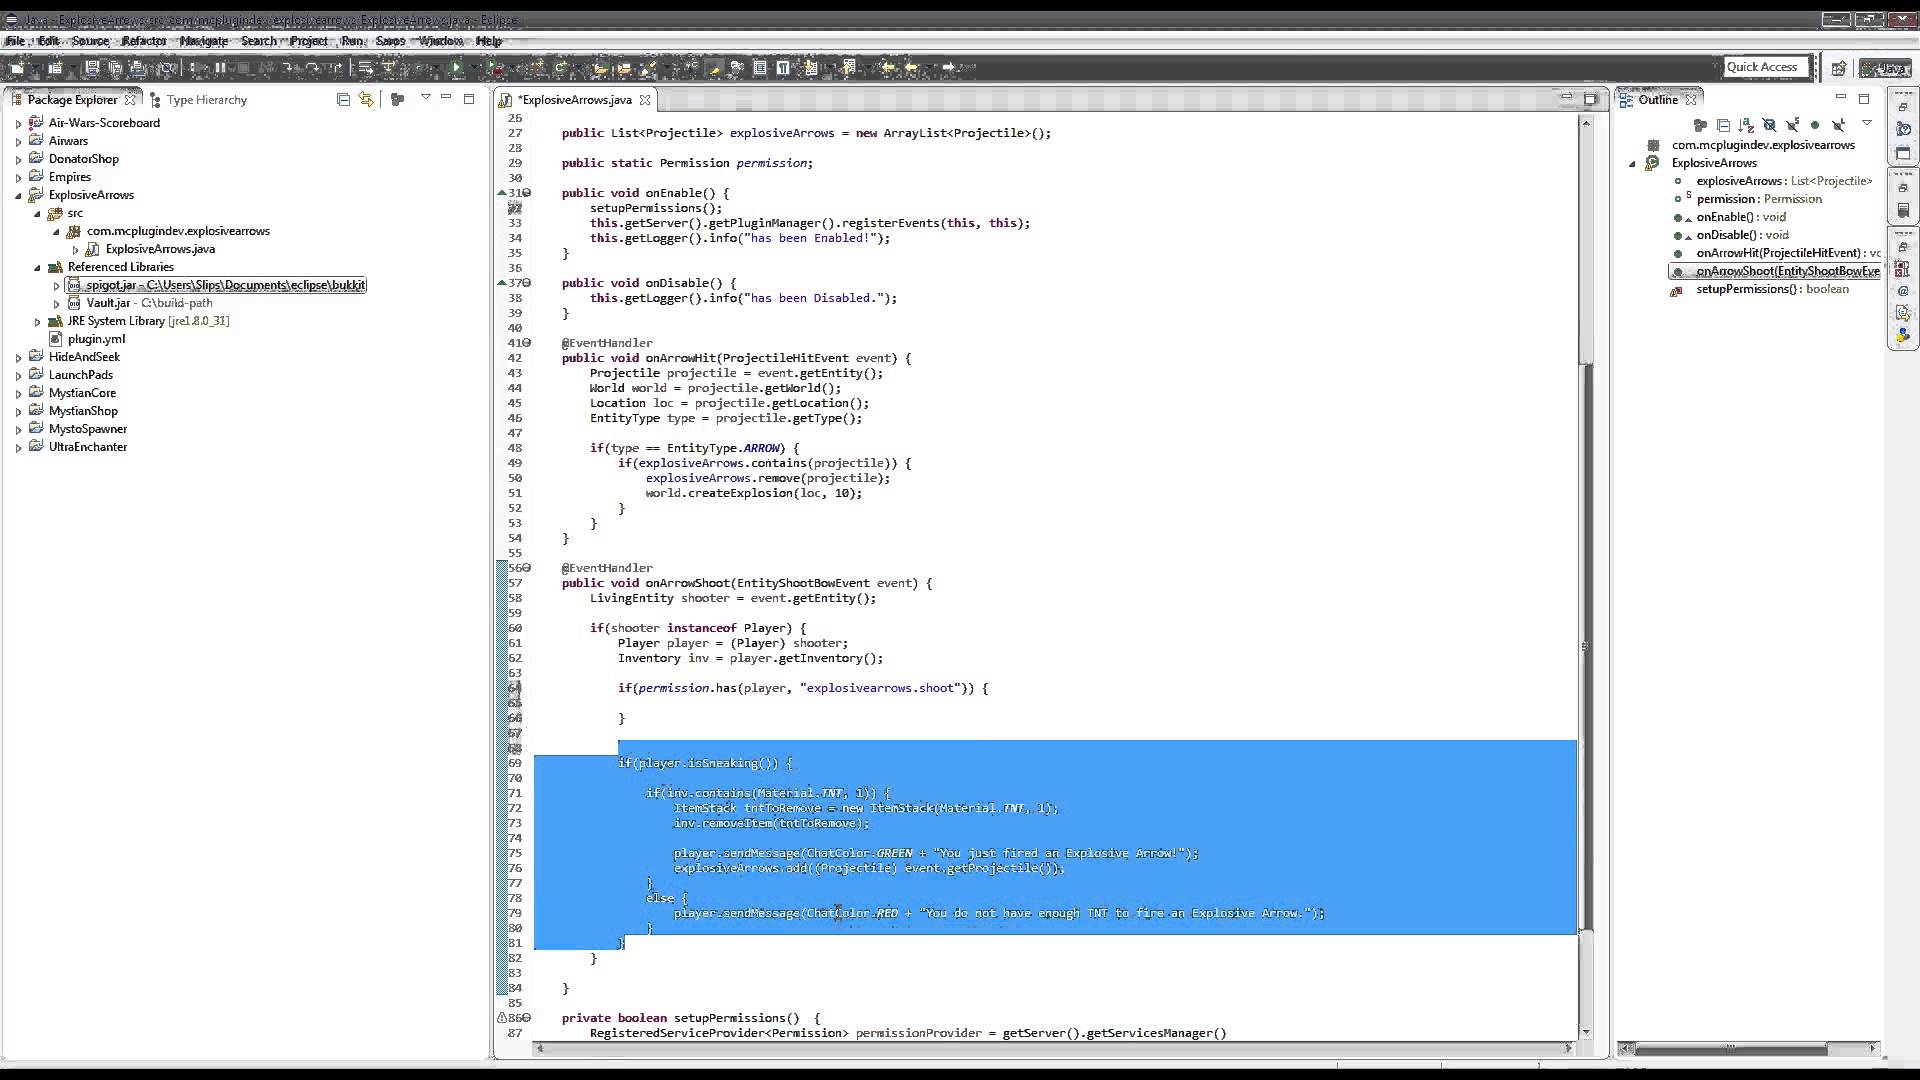 Java - ExplosiveArrows/src/com/mcplugindev/explosivearrows/ExplosiveArrows.java - Eclipse
File Edit Source Refactor Navigate Search Project Run Saros Window Help
Quick Access
Java
Package Explorer
Type Hierarchy
Air-Wars-Scoreboard
Airwars
DonatorShop
Empires
ExplosiveArrows
src
com.mcplugindev.explosivearrows
ExplosiveArrows.java
Referenced Libraries
spigot.jar - C:\Users\Slips\Documents\eclipse\bukkit
Vault.jar - C:\build-path
JRE System Library [jre1.8.0_31]
plugin.yml
HideAndSeek
LaunchPads
MystianCore
MystianShop
MystoSpawner
UltraEnchanter
*ExplosiveArrows.java
26
27 public List<Projectile> explosiveArrows = new ArrayList<Projectile>();
28
29 public static Permission permission;
30
31 public void onEnable() {
32 setupPermissions();
33 this.getServer().getPluginManager().registerEvents(this, this);
34 this.getLogger().info("has been Enabled!");
35 }
36
37 public void onDisable() {
38 this.getLogger().info("has been Disabled.");
39 }
40
41 @EventHandler
42 public void onArrowHit(ProjectileHitEvent event) {
43 Projectile projectile = event.getEntity();
44 World world = projectile.getWorld();
45 Location loc = projectile.getLocation();
46 EntityType type = projectile.getType();
47
48 if(type == EntityType.ARROW) {
49 if(explosiveArrows.contains(projectile)) {
50 explosiveArrows.remove(projectile);
51 world.createExplosion(loc, 10);
52 }
53 }
54 }
55
56 @EventHandler
57 public void onArrowShoot(EntityShootBowEvent event) {
58 LivingEntity shooter = event.getEntity();
59
60 if(shooter instanceof Player) {
61 Player player = (Player) shooter;
62 Inventory inv = player.getInventory();
63
64 if(permission.has(player, "explosivearrows.shoot")) {
65
66 }
67
68
69 if(player.isSneaking()) {
70
71 if(inv.contains(Material.TNT, 1)) {
72 ItemStack tntToRemove = new ItemStack(Material.TNT, 1);
73 inv.removeItem(tntToRemove);
74
75 player.sendMessage(ChatColor.GREEN + "You just fired an Explosive Arrow!");
76 explosiveArrows.add((Projectile) event.getProjectile());
77 }
78 else {
79 player.sendMessage(ChatColor.RED + "You do not have enough TNT to fire an Explosive Arrow.");
80 }
81 }
82 }
83
84 }
85
86 private boolean setupPermissions() {
87 RegisteredServiceProvider<Permission> permissionProvider = getServer().getServicesManager()
Outline
com.mcplugindev.explosivearrows
ExplosiveArrows
explosiveArrows : List<Projectile>
S permission : Permission
onEnable() : void
onDisable() : void
onArrowHit(ProjectileHitEvent) : vo
onArrowShoot(EntityShootBowEve
setupPermissions() : boolean